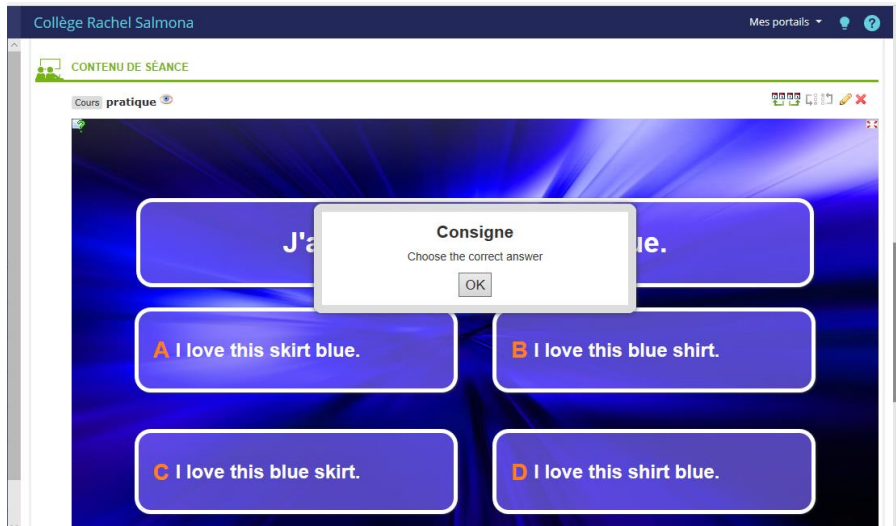 Collège Rachel Salmona
Mes portails
CONTENU DE SÉANCE
Cours pratique
J'a
ue.
Consigne
Choose the correct answer
OK
A I love this skirt blue.
B I love this blue shirt.
C I love this blue skirt.
D I love this shirt blue.